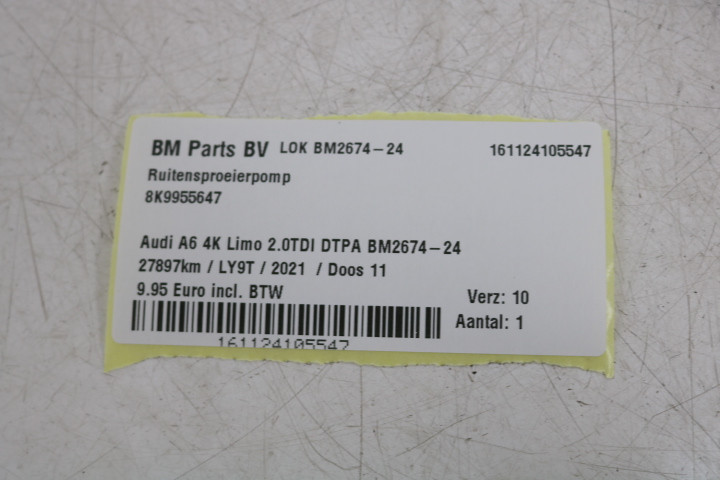 BM Parts BV LOK BM2674-24 161124105547
Ruitensproeierpomp
8K9955647
Audi A6 4K Limo 2.0TDI DTPA BM2674-24
27897km / LY9T / 2021 / Doos 11
9.95 Euro incl. BTW Verz: 10
Aantal: 1
161124105547